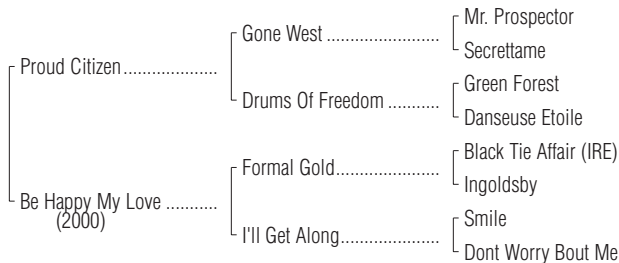 Mr. Prospector
Gone West ........................
Secrettame
Proud Citizen....................
Green Forest
Drums Of Freedom ...........
Danseuse Etoile
Black Tie Affair (IRE)
Formal Gold......................
Ingoldsby
Be Happy My Love ...........
(2000)
Smile
I'll Get Along.....................
Dont Worry Bout Me